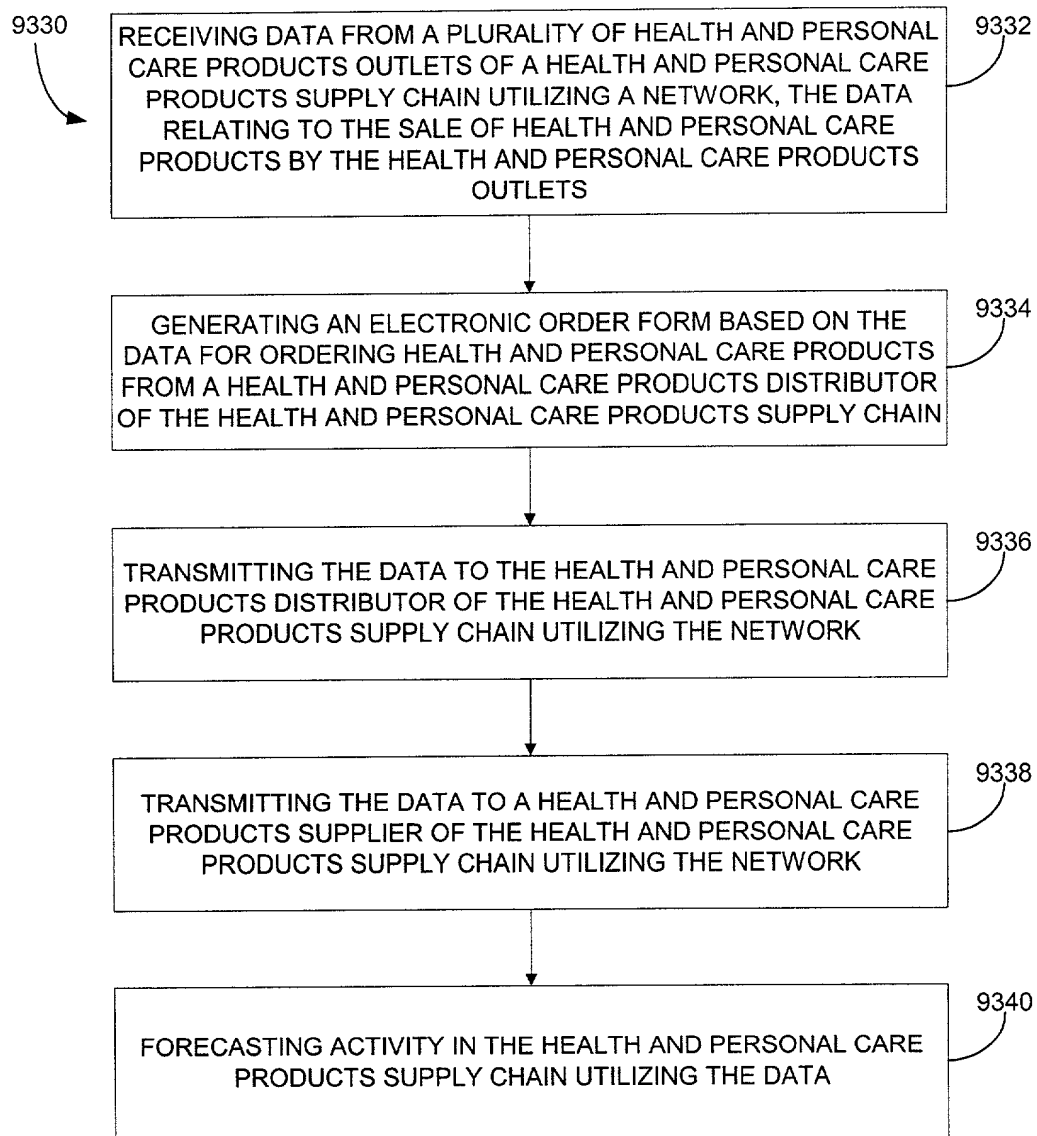 9330
RECEIVING DATA FROM A PLURALITY OF HEALTH AND PERSONAL
CARE PRODUCTS OUTLETS OF A HEALTH AND PERSONAL CARE
PRODUCTS SUPPLY CHAIN UTILIZING A NETWORK, THE DATA
RELATING TO THE SALE OF HEALTH AND PERSONAL CARE
PRODUCTS BY THE HEALTH AND PERSONAL CARE PRODUCTS
OUTLETS
9332
GENERATING AN ELECTRONIC ORDER FORM BASED ON THE
DATA FOR ORDERING HEALTH AND PERSONAL CARE PRODUCTS
FROM A HEALTH AND PERSONAL CARE PRODUCTS DISTRIBUTOR
OF THE HEALTH AND PERSONAL CARE PRODUCTS SUPPLY CHAIN
9334
TRANSMITTING THE DATA TO THE HEALTH AND PERSONAL CARE
PRODUCTS DISTRIBUTOR OF THE HEALTH AND PERSONAL CARE
PRODUCTS SUPPLY CHAIN UTILIZING THE NETWORK
9336
TRANSMITTING THE DATA TO A HEALTH AND PERSONAL CARE
PRODUCTS SUPPLIER OF THE HEALTH AND PERSONAL CARE
PRODUCTS SUPPLY CHAIN UTILIZING THE NETWORK
9338
FORECASTING ACTIVITY IN THE HEALTH AND PERSONAL CARE
PRODUCTS SUPPLY CHAIN UTILIZING THE DATA
9340